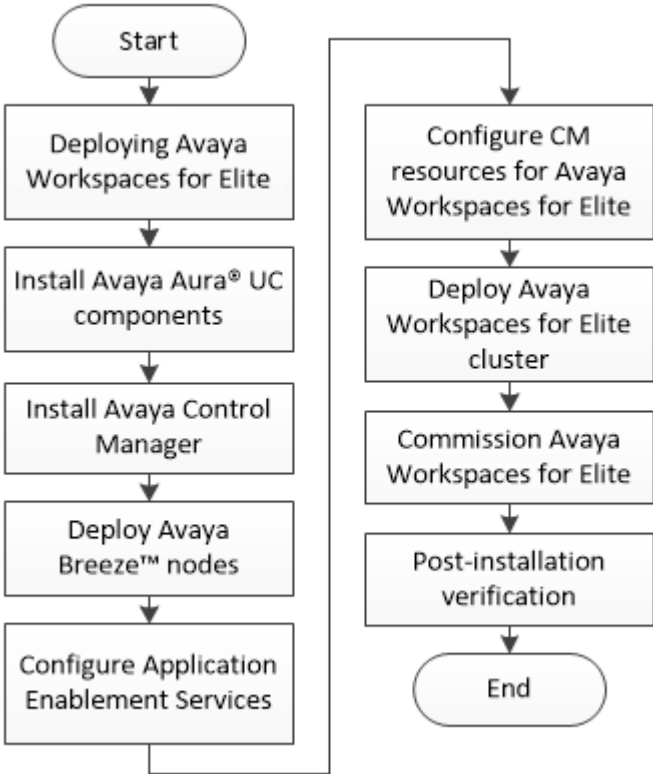 Start
Deploying Avaya
Workspaces for Elite
Install Avaya Aura® UC
components
Install Avaya Control
Manager
Deploy Avaya
Breeze™ nodes
Configure Application
Enablement Services
Configure CM
resources for Avaya
Workspaces for Elite
Deploy Avaya
Workspaces for Elite
cluster
Commission Avaya
Workspaces for Elite
Post-installation
verification
End